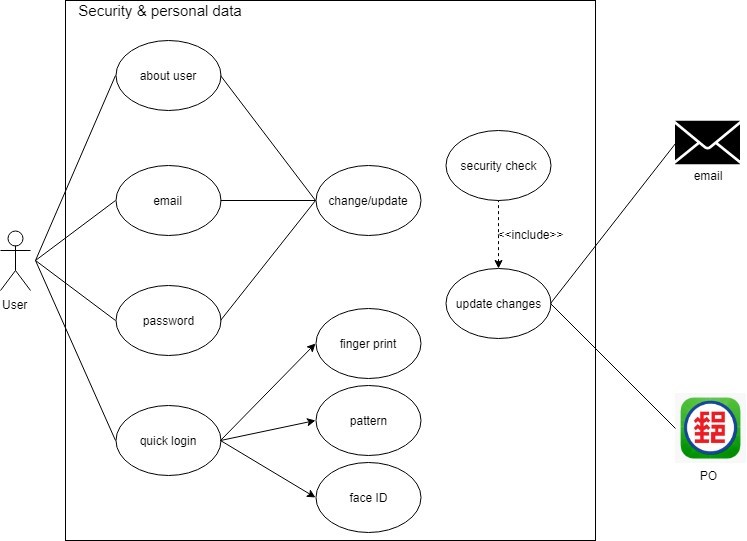 Security & personal data
about user
email
password
quick login
change/update
finger print
pattern
face ID
security check
<<include>>
update changes
User
email
郵
PO